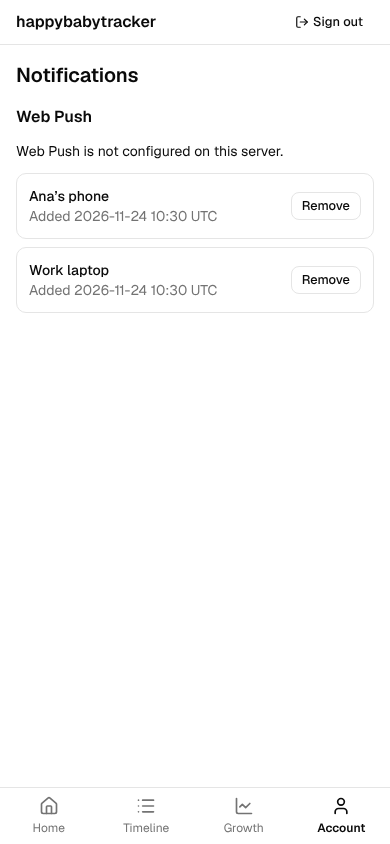 happybabytracker
Sign out
Notifications
Web Push
Web Push is not configured on this server.
Ana's phone
Added 2026-11-24 10:30 UTC
Remove
Work laptop
Added 2026-11-24 10:30 UTC
Remove
Home
Timeline
Growth
Account